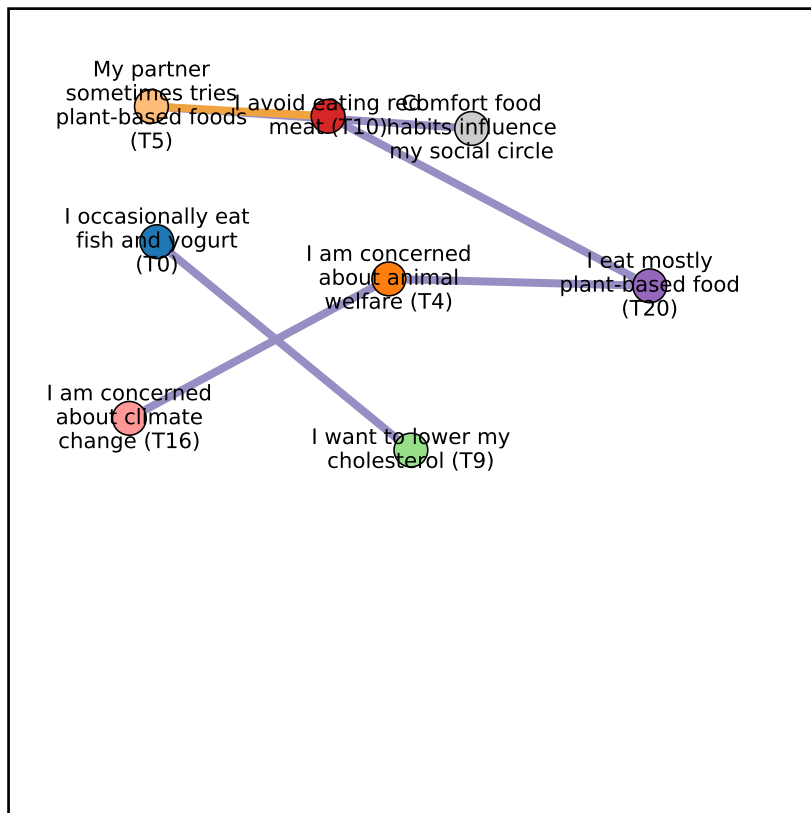 My partner
sometimes tries
plant-based foods
(T5)
I avoid eating red
meat (T10)
Comfort food
habits influence
my social circle
I occasionally eat
fish and yogurt
(T0)
I am concerned
about animal
welfare (T4)
I eat mostly
plant-based food
(T20)
I am concerned
about climate
change (T16)
I want to lower my
cholesterol (T9)